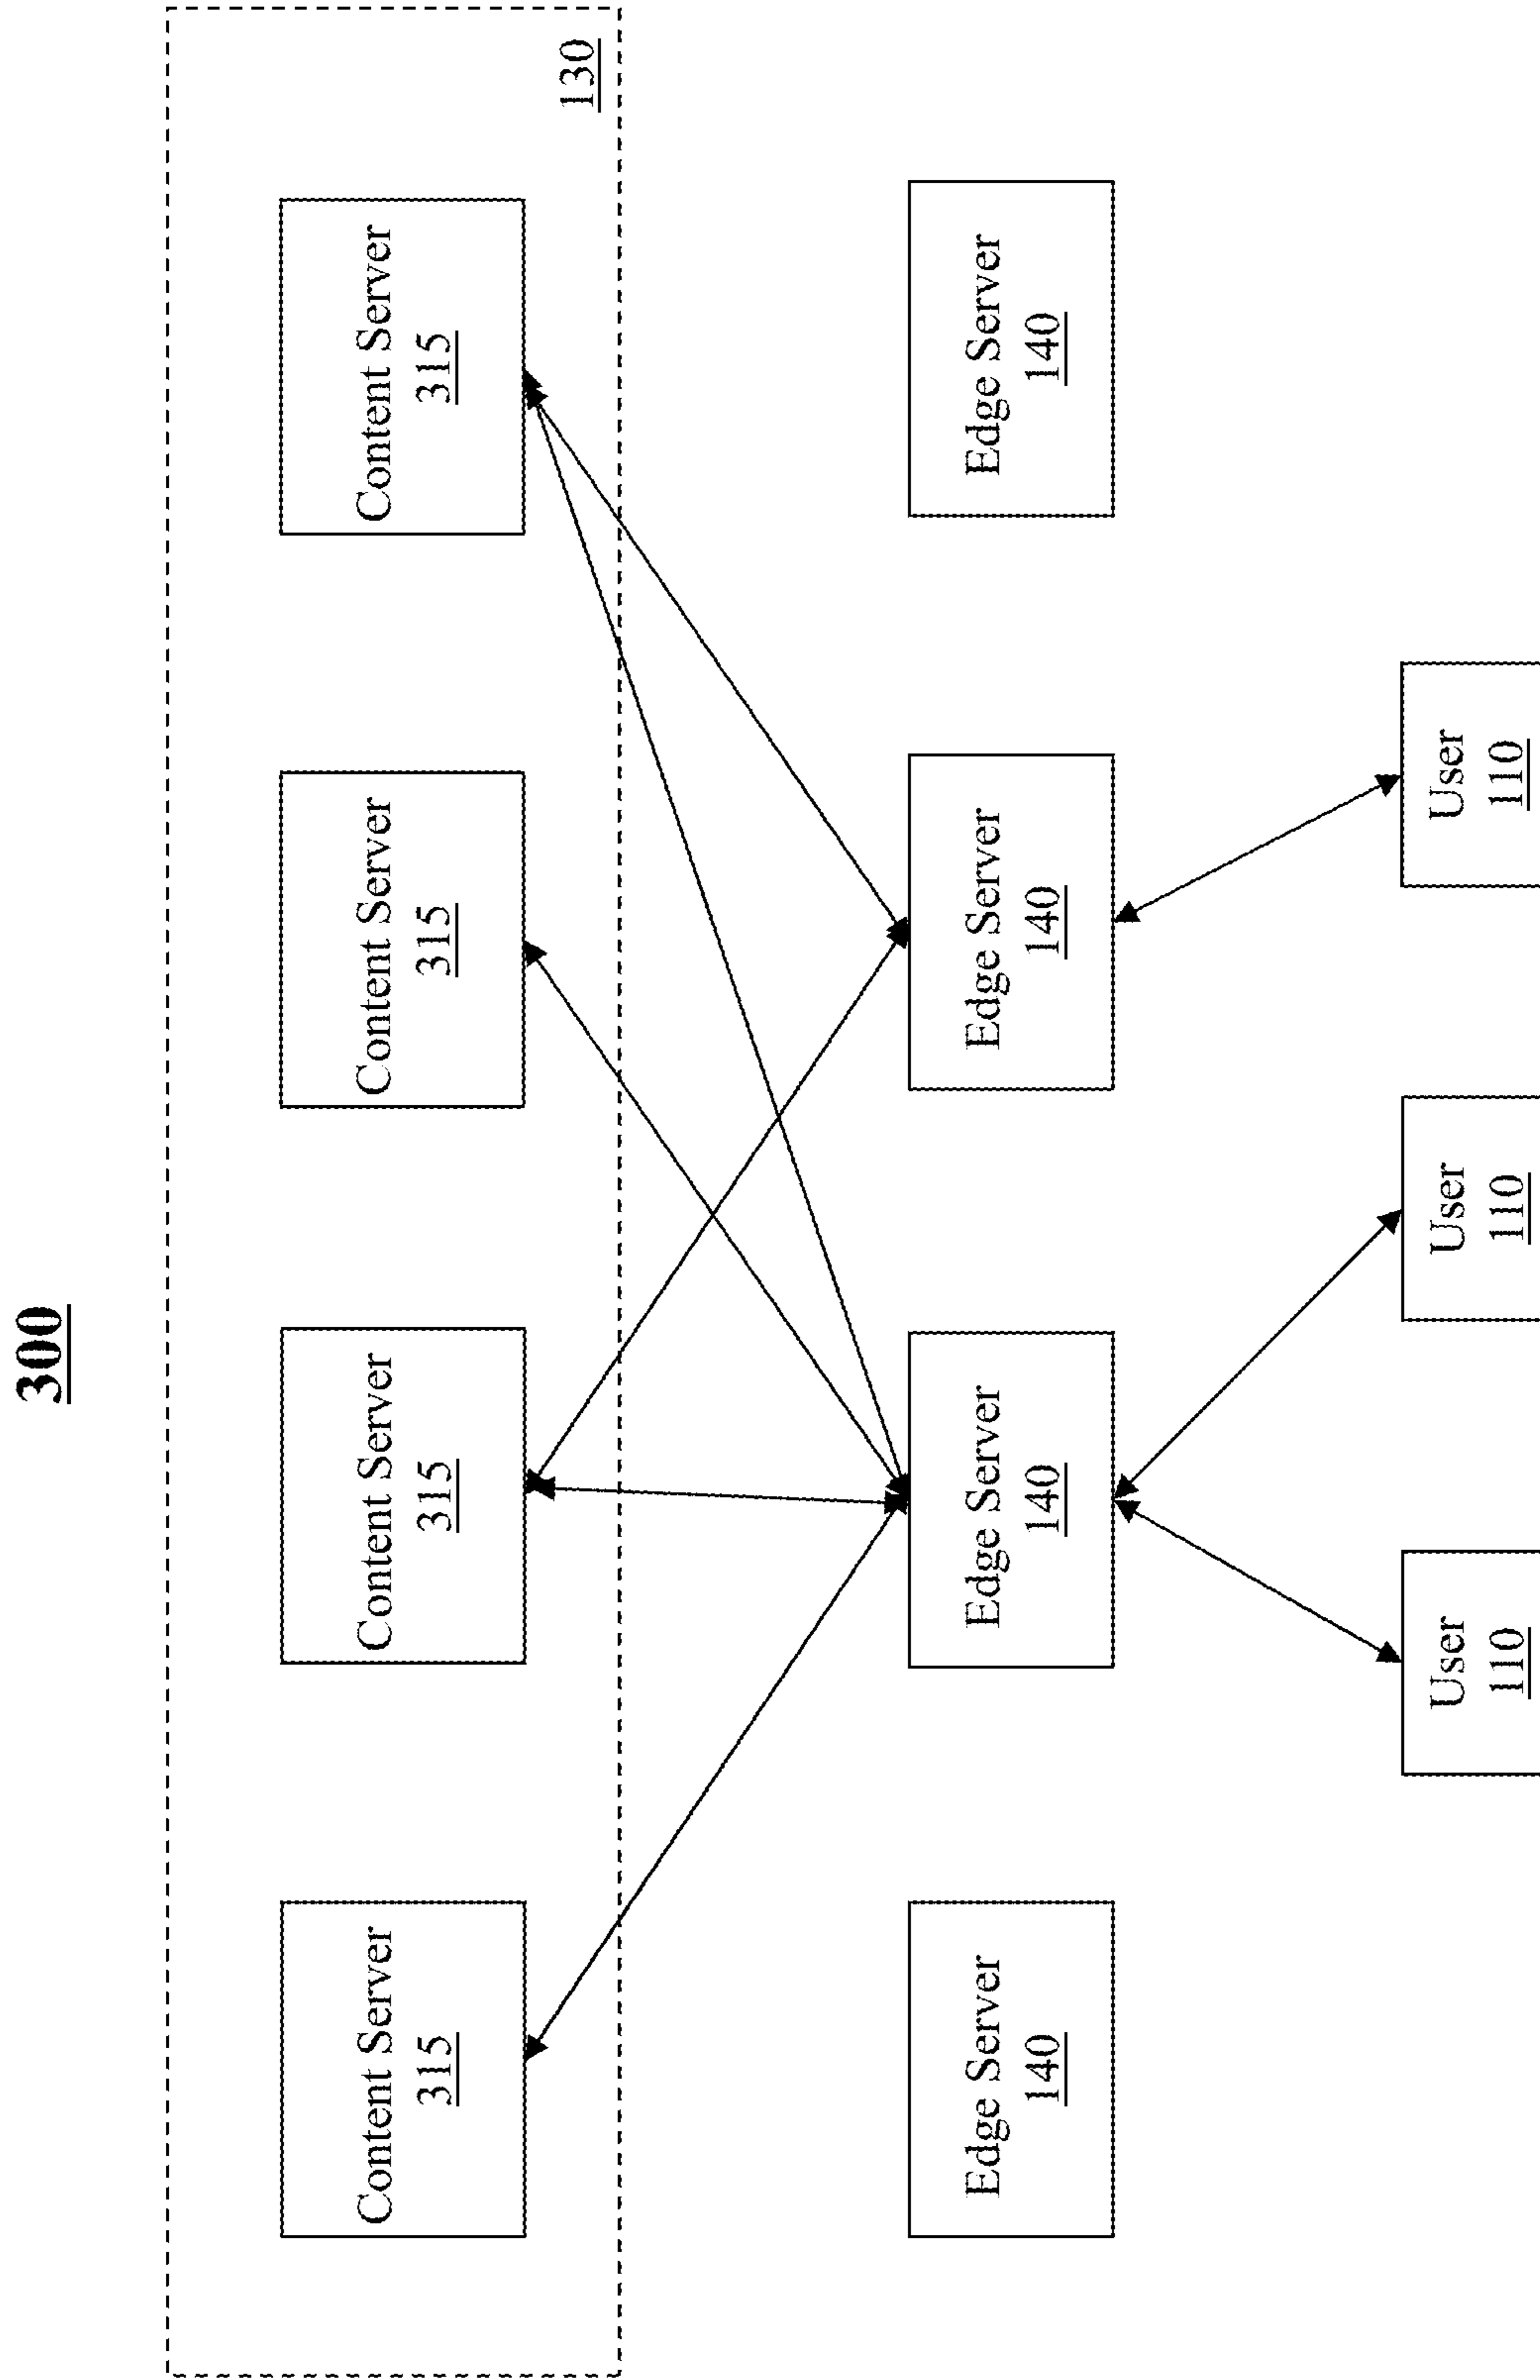 300
Content Server
315
Content Server
315
Content Server
315
Content Server
315
130
Edge Server
140
Edge Server
140
Edge Server
140
Edge Server
140
User
110
User
110
User
110